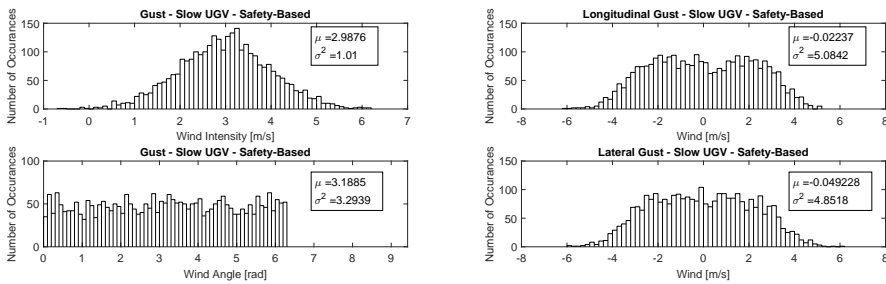 Gust - Slow UGV - Safety-Based
Number of Occurances
150
100
50
0
μ =2.9876
σ² =1.01
-1 0 1 2 3 4 5 6 7
Wind Intensity [m/s]
Longitudinal Gust - Slow UGV - Safety-Based
Number of Occurances
150
100
50
0
μ =-0.02237
σ² =5.0842
-8 -6 -4 -2 0 2 4 6 8
Wind [m/s]
Gust - Slow UGV - Safety-Based
Number of Occurances
100
50
0
μ =3.1885
σ² =3.2939
0 1 2 3 4 5 6 7 8 9
Wind Angle [rad]
Lateral Gust - Slow UGV - Safety-Based
Number of Occurances
150
100
50
0
μ =-0.049228
σ² =4.8518
-8 -6 -4 -2 0 2 4 6 8
Wind [m/s]